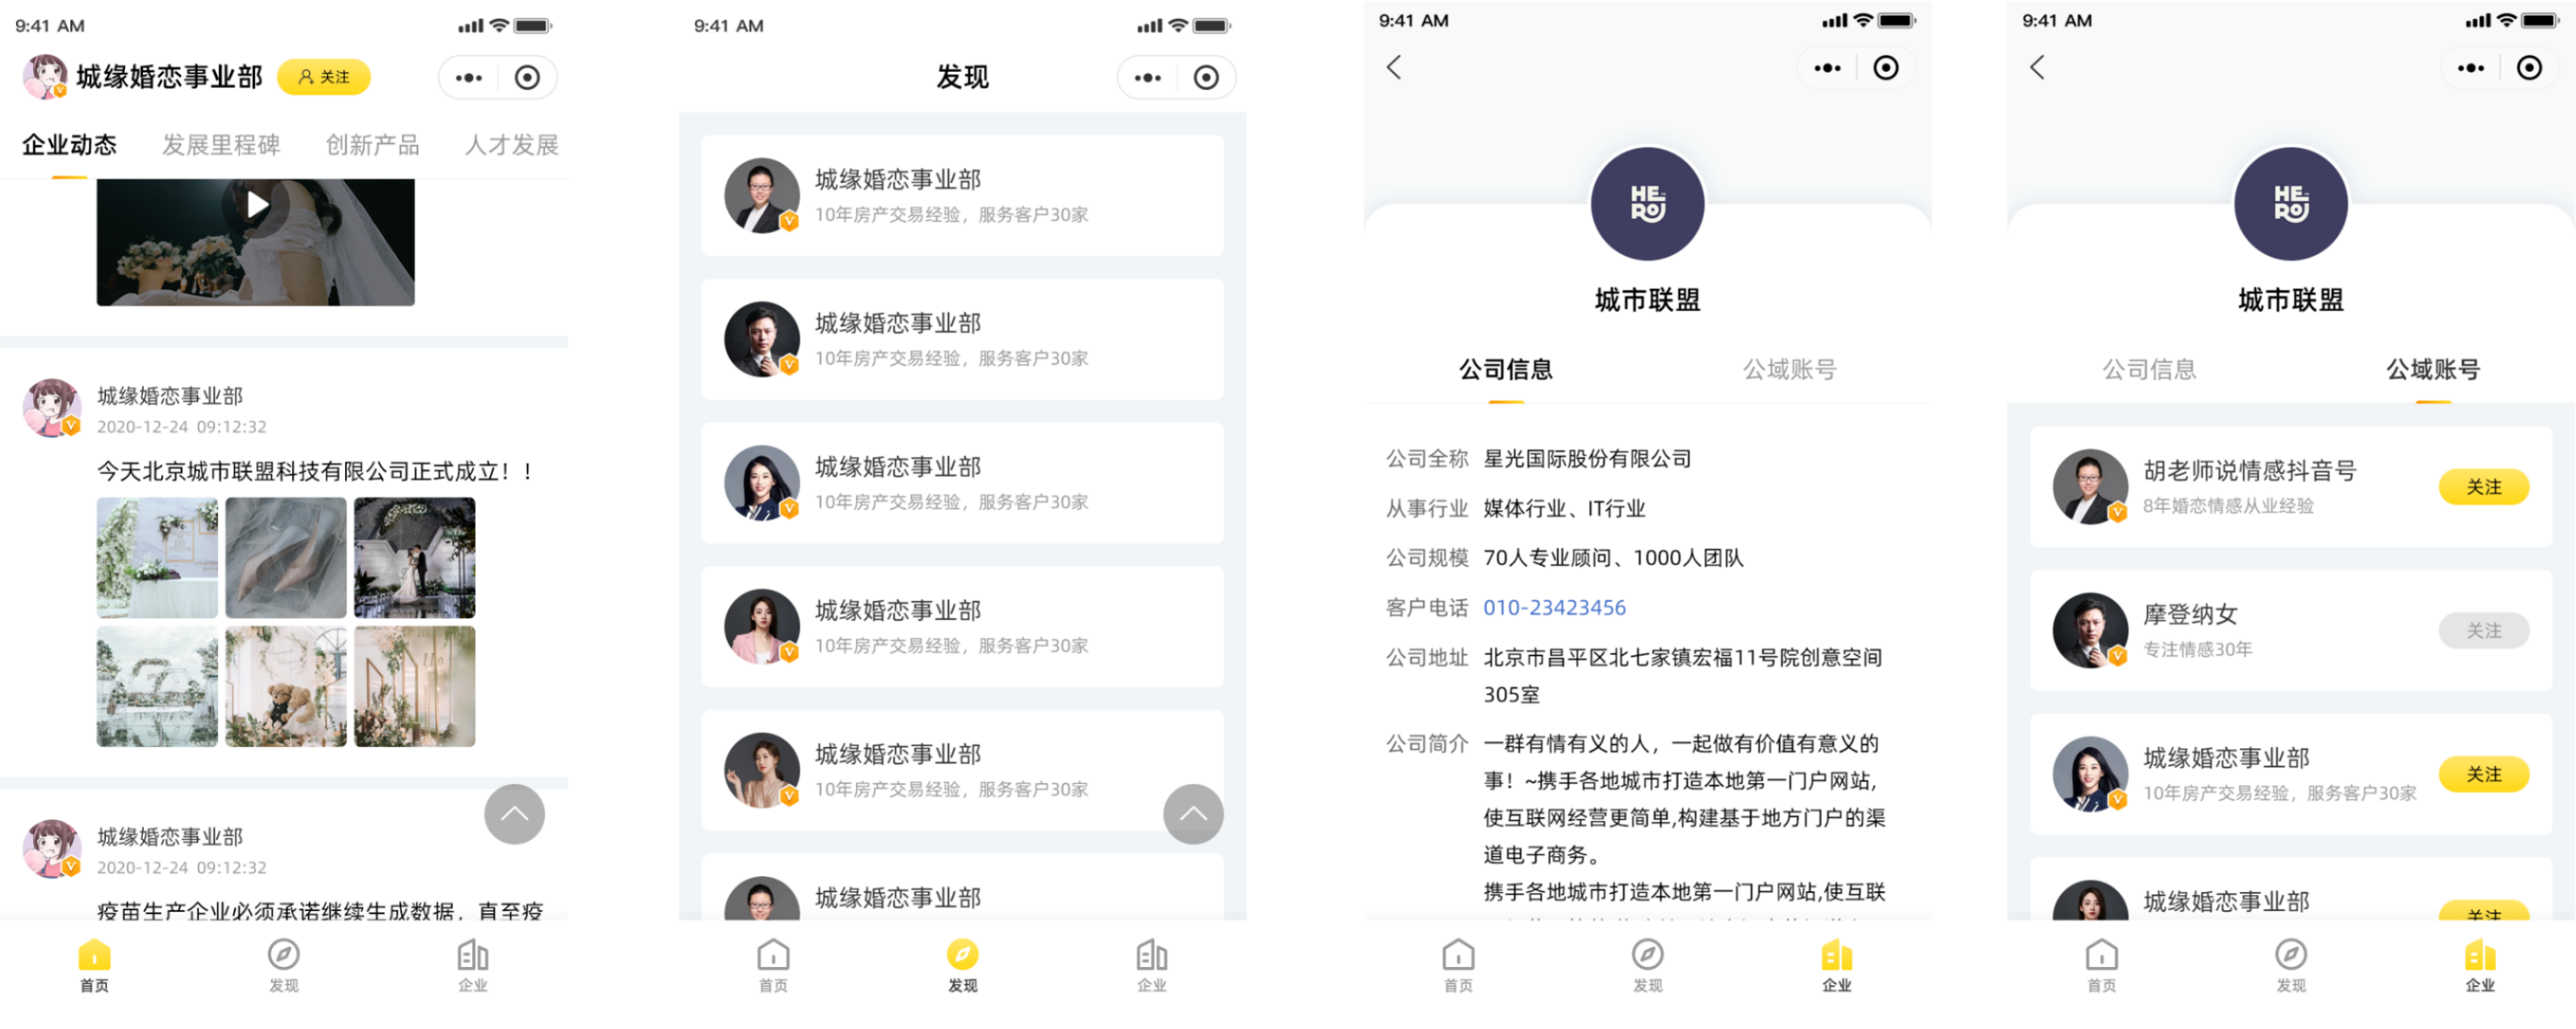 9:41 AM
城缘婚恋事业部
关注
企业动态
发展里程碑
创新产品
人才发展
城缘婚恋事业部
2020-12-24 09:12:32
今天北京城市联盟科技有限公司正式成立！！
城缘婚恋事业部
2020-12-24 09:12:32
疫苗生产企业必须承诺继续生成数据，直至疫
首页
发现
企业
9:41 AM
发现
城缘婚恋事业部
10年房产交易经验，服务客户30家
城缘婚恋事业部
10年房产交易经验，服务客户30家
城缘婚恋事业部
10年房产交易经验，服务客户30家
城缘婚恋事业部
10年房产交易经验，服务客户30家
城缘婚恋事业部
10年房产交易经验，服务客户30家
城缘婚恋事业部
首页
发现
企业
9:41 AM
HE
RO
城市联盟
公司信息
公域账号
公司全称 星光国际股份有限公司
从事行业 媒体行业、IT行业
公司规模 70人专业顾问、1000人团队
客户电话 010-23423456
公司地址 北京市昌平区北七家镇宏福11号院创意空间
305室
公司简介 一群有情有义的人，一起做有价值有意义的
事！~携手各地城市打造本地第一门户网站,
使互联网经营更简单,构建基于地方门户的渠
道电子商务。
携手各地城市打造本地第一门户网站,使互联
首页
发现
企业
9:41 AM
HE
RO
城市联盟
公司信息
公域账号
胡老师说情感抖音号
8年婚恋情感从业经验
关注
摩登纳女
专注情感30年
关注
城缘婚恋事业部
10年房产交易经验，服务客户30家
关注
城缘婚恋事业部
关注
首页
发现
企业